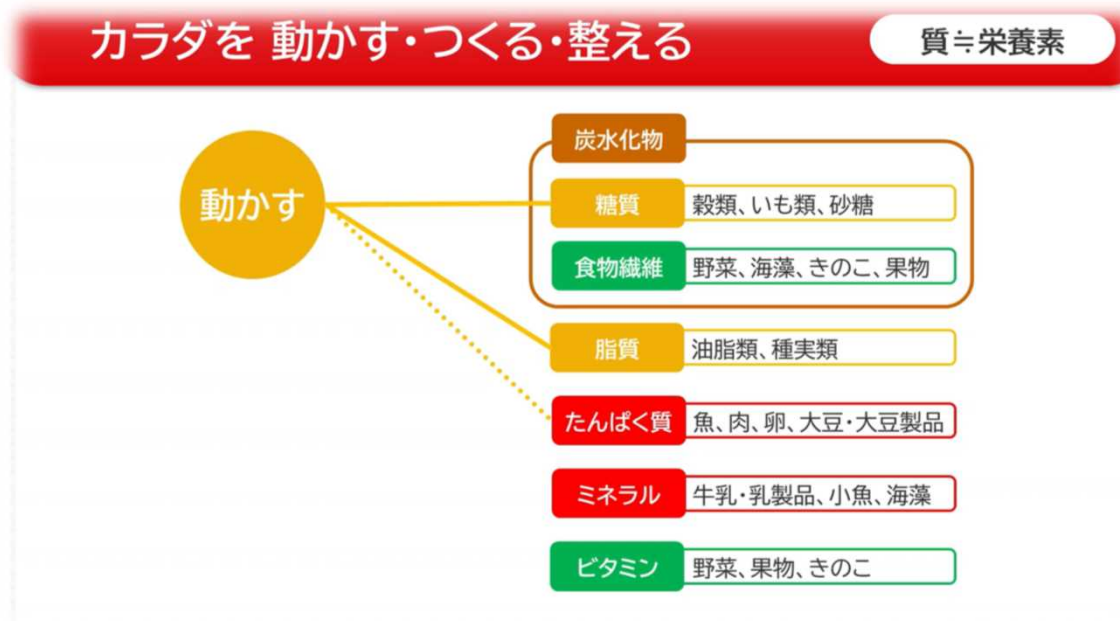 カラダを 動かす・つくる・整える
質≒栄養素
動かす
炭水化物
糖質 穀類、いも類、砂糖
食物繊維 野菜、海藻、きのこ、果物
脂質 油脂類、種実類
たんぱく質 魚、肉、卵、大豆・大豆製品
ミネラル 牛乳・乳製品、小魚、海藻
ビタミン 野菜、果物、きのこ